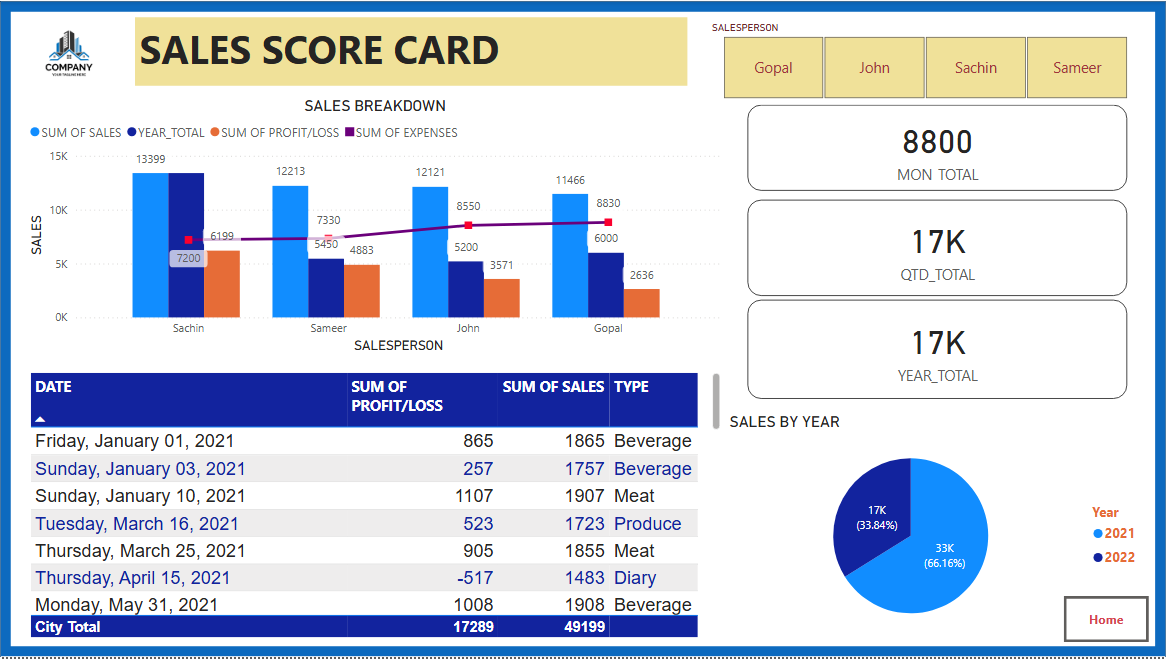 COMPANY
YOUR TAGLINE HERE
SALES SCORE CARD
SALESPERSON
Gopal John Sachin Sameer
SALES BREAKDOWN
SUM OF SALES YEAR_TOTAL SUM OF PROFIT/LOSS SUM OF EXPENSES
SALES
15K
10K
5K
0K
13399
7200
6199
12213
7330
5450
4883
12121
8550
5200
3571
11466
8830
6000
2636
Sachin Sameer John Gopal
SALESPERSON
8800
MON TOTAL
17K
QTD_TOTAL
17K
YEAR_TOTAL
DATE SUM OF PROFIT/LOSS SUM OF SALES TYPE
Friday, January 01, 2021 865 1865 Beverage
Sunday, January 03, 2021 257 1757 Beverage
Sunday, January 10, 2021 1107 1907 Meat
Tuesday, March 16, 2021 523 1723 Produce
Thursday, March 25, 2021 905 1855 Meat
Thursday, April 15, 2021 -517 1483 Diary
Monday, May 31, 2021 1008 1908 Beverage
City Total 17289 49199
SALES BY YEAR
17K
(33.84%)
33K
(66.16%)
Year
2021
2022
Home